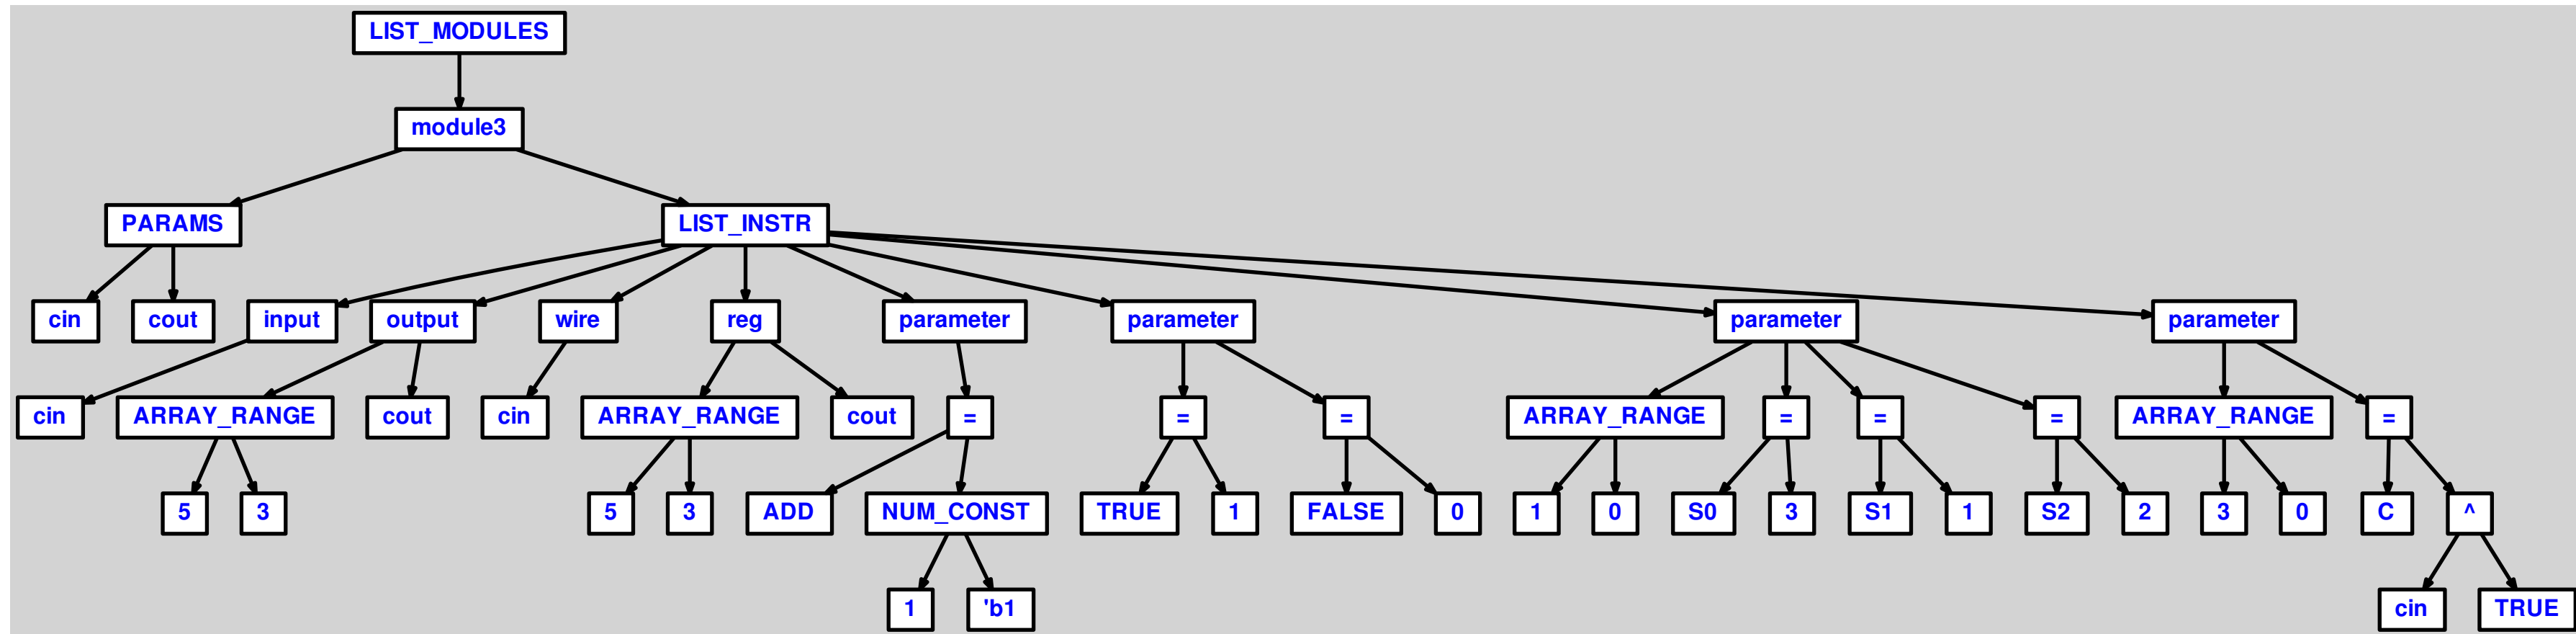 LIST_MODULES
module3
PARAMS LIST_INSTR
cin cout input output wire reg parameter parameter parameter parameter
cin ARRAY_RANGE cout cin ARRAY_RANGE cout = = = ARRAY_RANGE = = = ARRAY_RANGE =
5 3 5 3 ADD NUM_CONST TRUE 1 FALSE 0 1 0 S0 3 S1 1 S2 2 3 0 C ^
1 'b1 cin TRUE